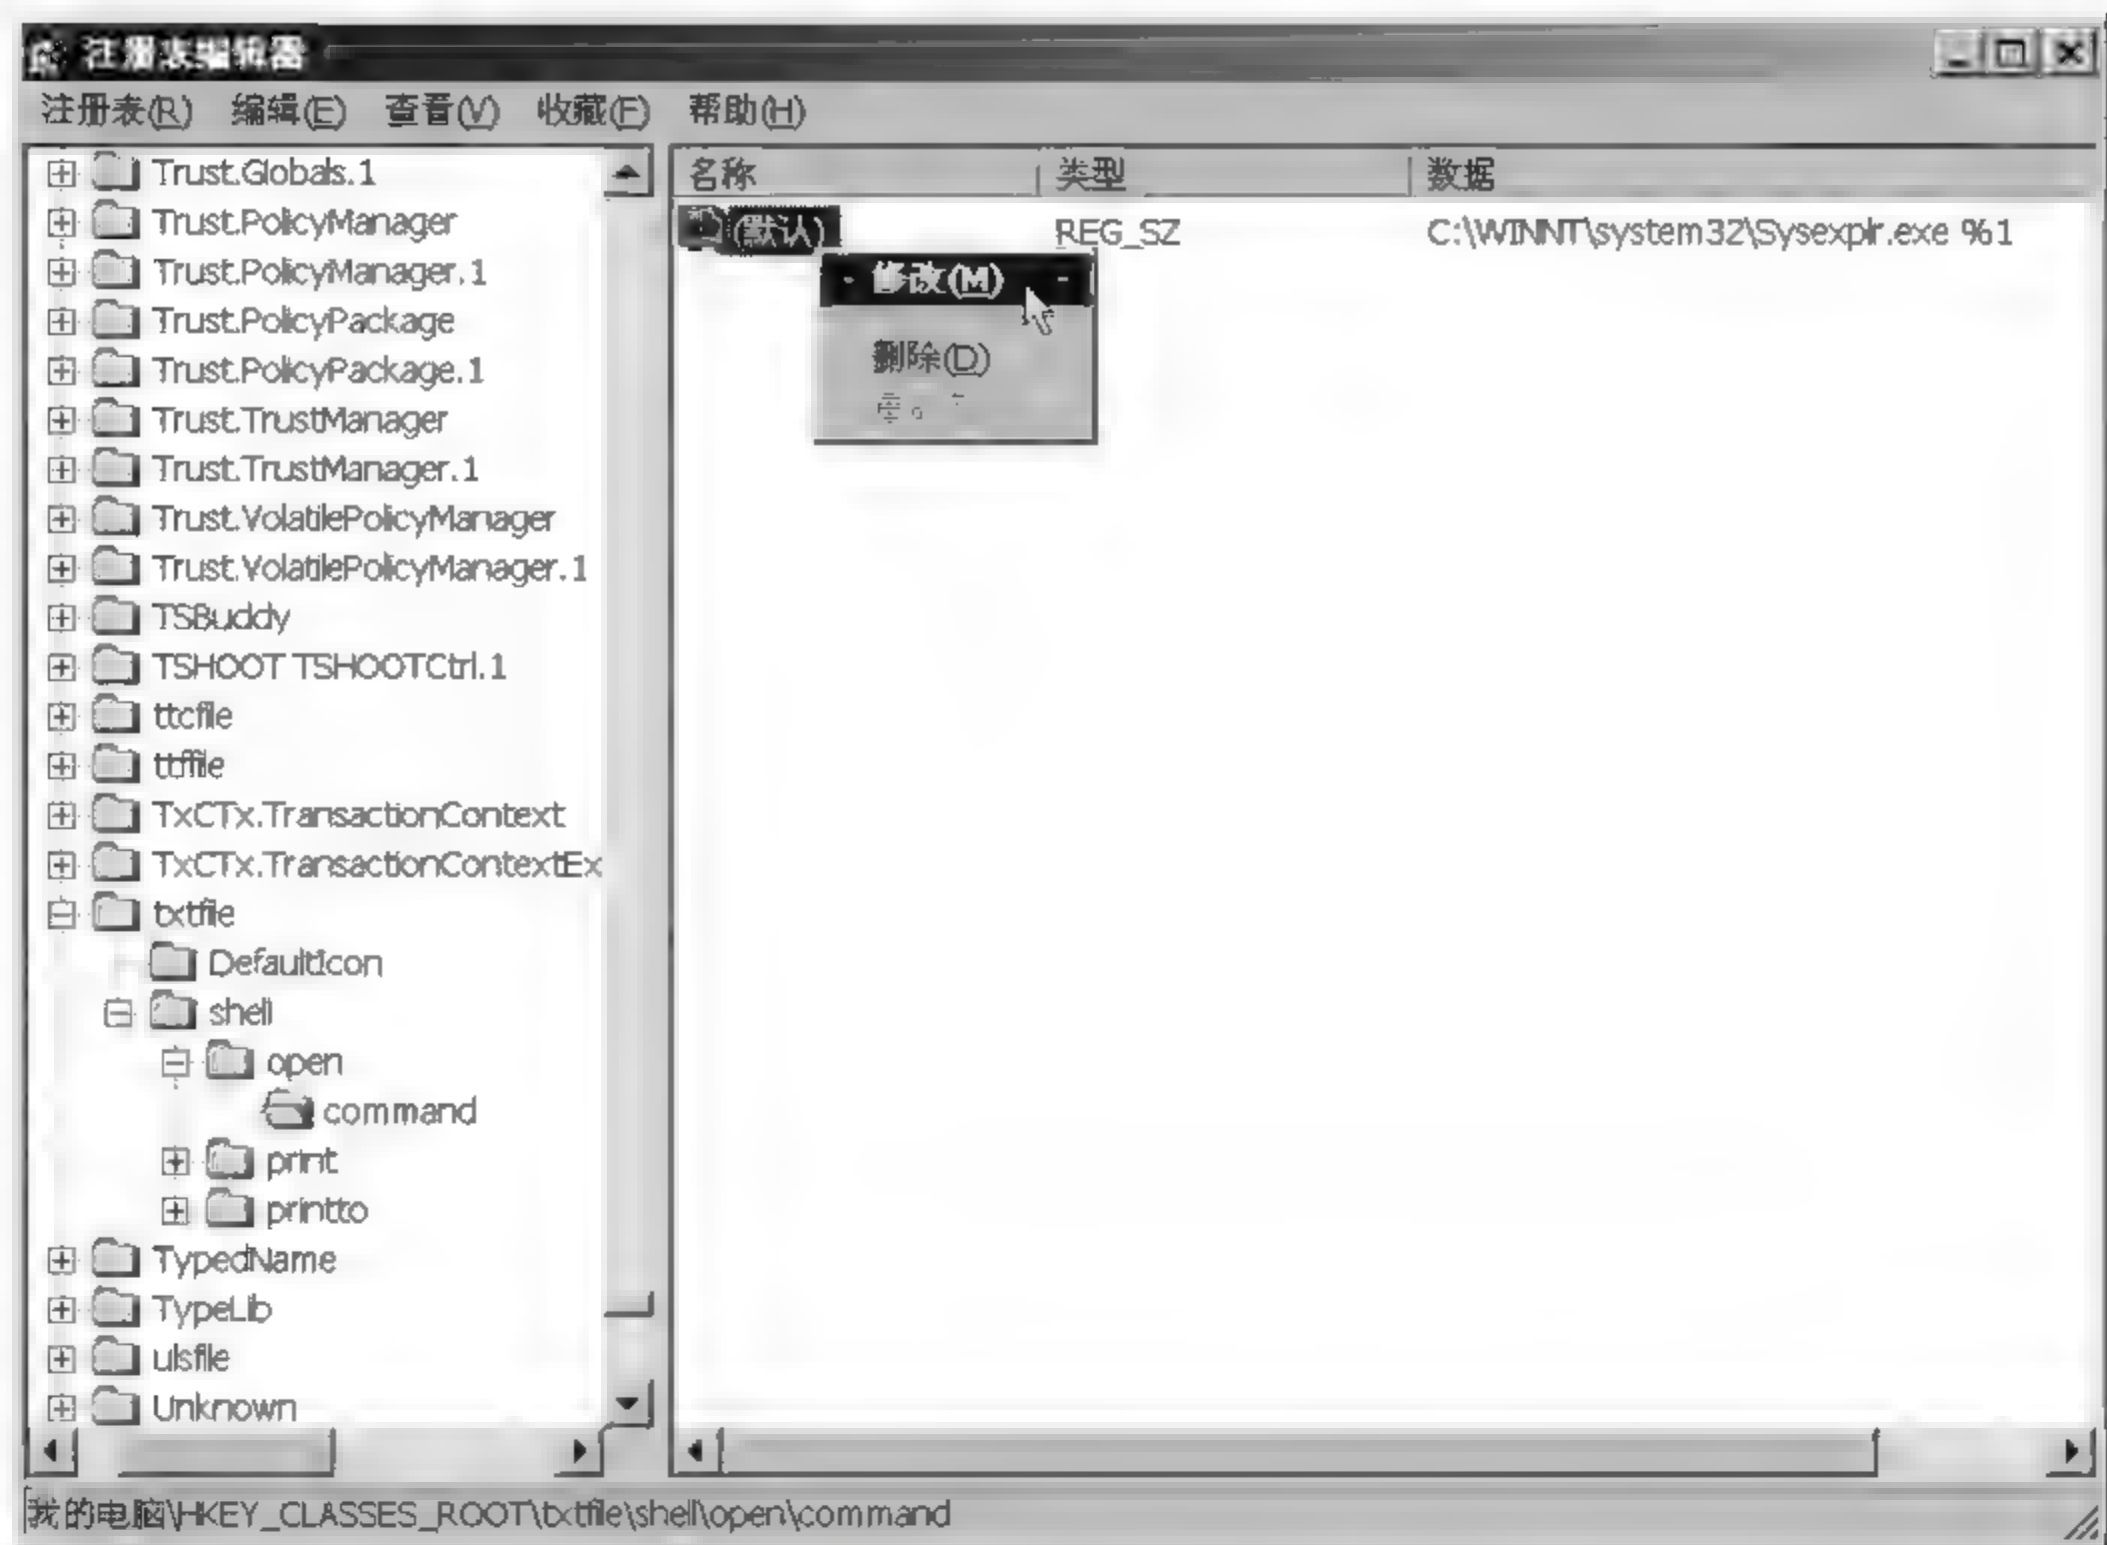 注册表编辑器
注册表(R) 编辑(E) 查看(V) 收藏(F) 帮助(H)
Trust.Globals.1
Trust.PolicyManager
Trust.PolicyManager.1
Trust.PolicyPackage
Trust.PolicyPackage.1
Trust.TrustManager
Trust.TrustManager.1
Trust.VolatilePolicyManager
Trust.VolatilePolicyManager.1
TSBuddy
TSHOOT TSHOOTCtrl.1
ttcfile
ttffile
TxCTx.TransactionContext
TxCTx.TransactionContextEx
txtfile
DefaultIcon
shell
open
command
print
printto
TypedName
TypeLib
ulsfile
Unknown
名称 类型 数据
(默认) REG_SZ C:\WINNT\system32\Sysexplr.exe %1
修改(M)
删除(D)
我的电脑\HKEY_CLASSES_ROOT\txtfile\shell\open\command